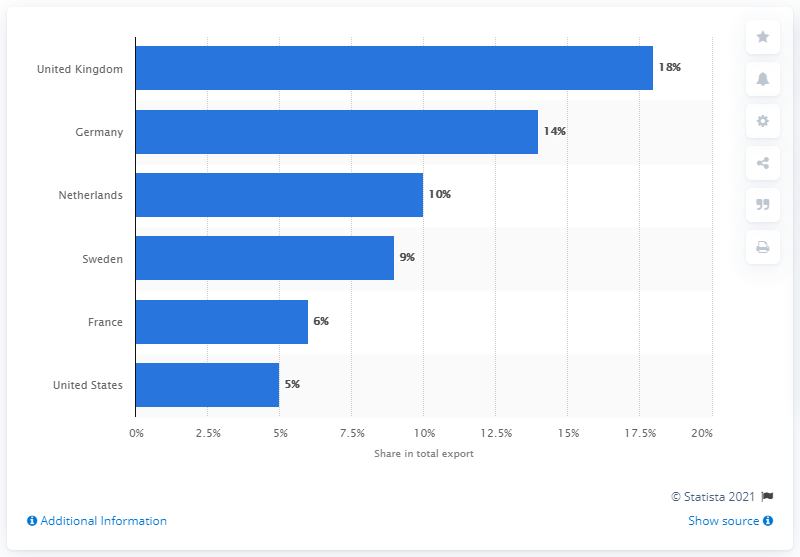 United Kingdom 18%
Germany 14%
Netherlands 10%
Sweden 9%
France 6%
United States 5%
0% 2.5% 5% 7.5% 10% 12.5% 15% 17.5% 20%
Share in total export
© Statista 2021
Additional Information Show source